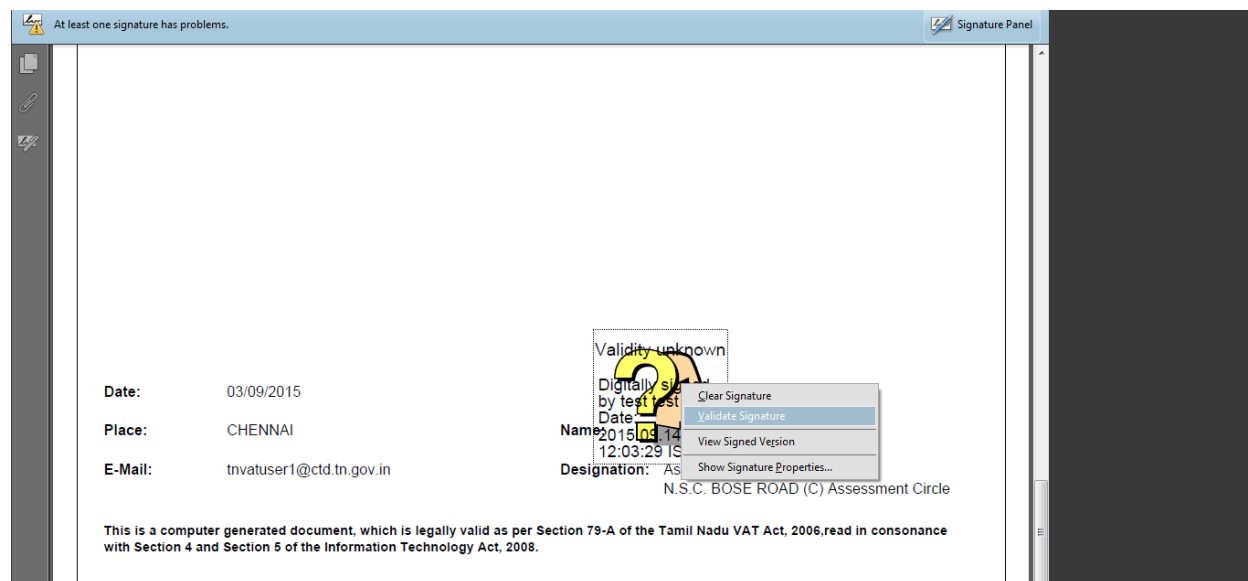 At least one signature has problems.
Signature Panel
Validity unknown
Digitally signed
by test test
Date:
2015.09.14
12:03:29 IS
Clear Signature
Validate Signature
View Signed Version
Show Signature Properties...
Date: 03/09/2015
Place: CHENNAI
Name:
E-Mail: tnvatuser1@ctd.tn.gov.in
Designation: As
N.S.C. BOSE ROAD (C) Assessment Circle
This is a computer generated document, which is legally valid as per Section 79-A of the Tamil Nadu VAT Act, 2006,read in consonance
with Section 4 and Section 5 of the Information Technology Act, 2008.